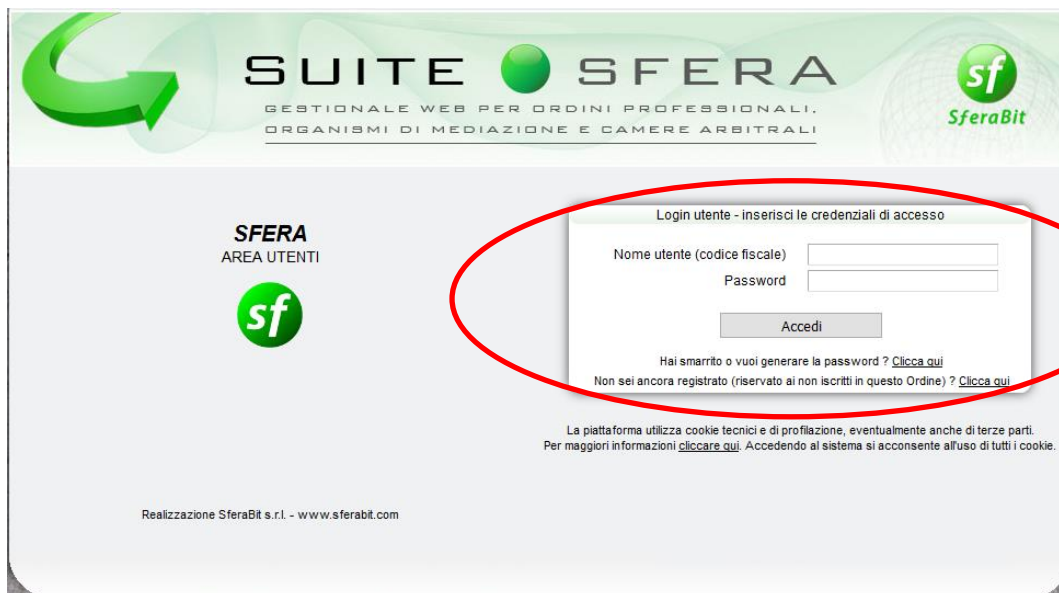 SUITE SFERA
GESTIONALE WEB PER ORDINI PROFESSIONALI,
ORGANISMI DI MEDIAZIONE E CAMERE ARBITRALI
sf
SferaBit
SFERA
AREA UTENTI
sf
Login utente - inserisci le credenziali di accesso
Nome utente (codice fiscale)
Password
Accedi
Hai smarrito o vuoi generare la password ? Clicca qui
Non sei ancora registrato (riservato ai non iscritti in questo Ordine) ? Clicca qui
La piattaforma utilizza cookie tecnici e di profilazione, eventualmente anche di terze parti.
Per maggiori informazioni cliccare qui. Accedendo al sistema si acconsente all'uso di tutti i cookie.
Realizzazione SferaBit s.r.l. - www.sferabit.com